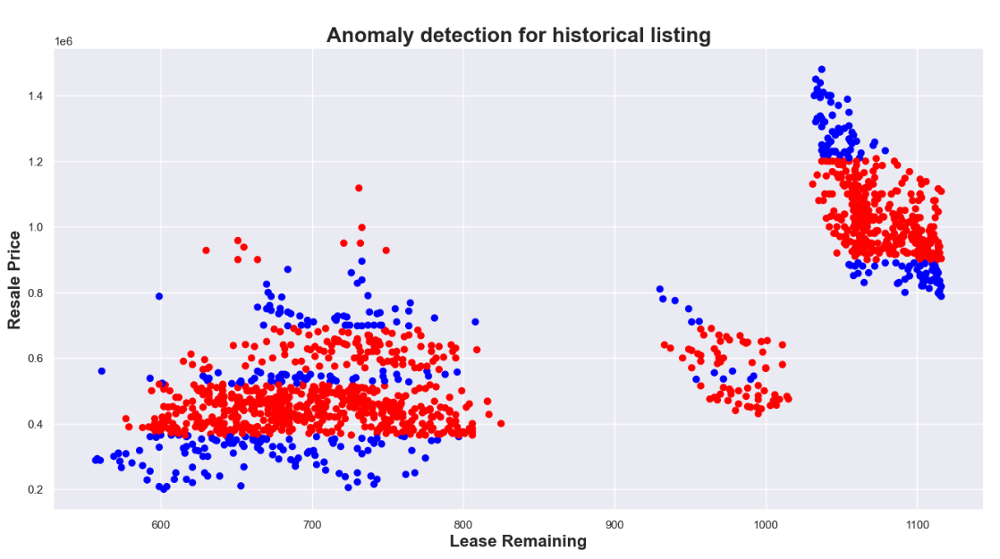 Anomaly detection for historical listing
1e6
1.4
1.2
1.0
0.8
0.6
0.4
0.2
Resale Price
600 700 800 900 1000 1100
Lease Remaining